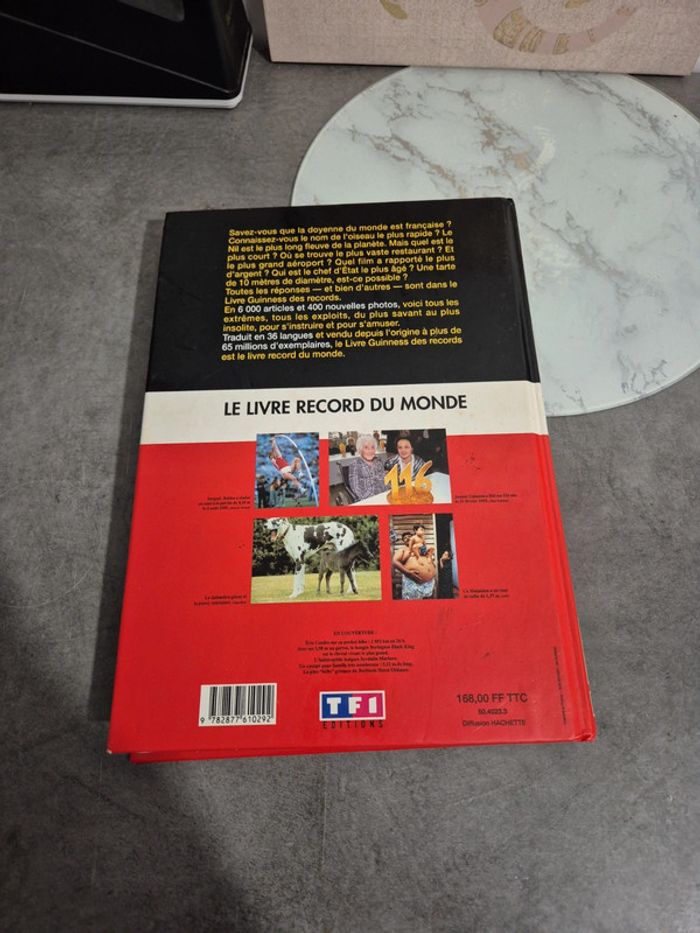 Savez-vous que la doyenne du monde est française ?
Connaissez-vous le nom de l'oiseau le plus rapide ? Le
Nil est le plus long fleuve de la planète. Mais quel est le
plus court ? Où se trouve le plus vaste restaurant ? Et
le plus grand aéroport ? Quel film a rapporté le plus
d'argent ? Qui est le chef d'État le plus âgé ? Une tarte
de 10 mètres de diamètre, est-ce possible ?
Toutes les réponses — et bien d'autres — sont dans le
Livre Guinness des records.
En 6 000 articles et 400 nouvelles photos, voici tous les
extrêmes, tous les exploits, du plus savant au plus
insolite, pour s'instruire et pour s'amuser.
Traduit en 36 langues et vendu depuis l'origine à plus de
65 millions d'exemplaires, le Livre Guinness des records
est le livre record du monde.
LE LIVRE RECORD DU MONDE
116
EN COUVERTURE :
9 782877 610292
TF1
EDITIONS
168,00 FF TTC
50.4023.3
Diffusion HACHETTE